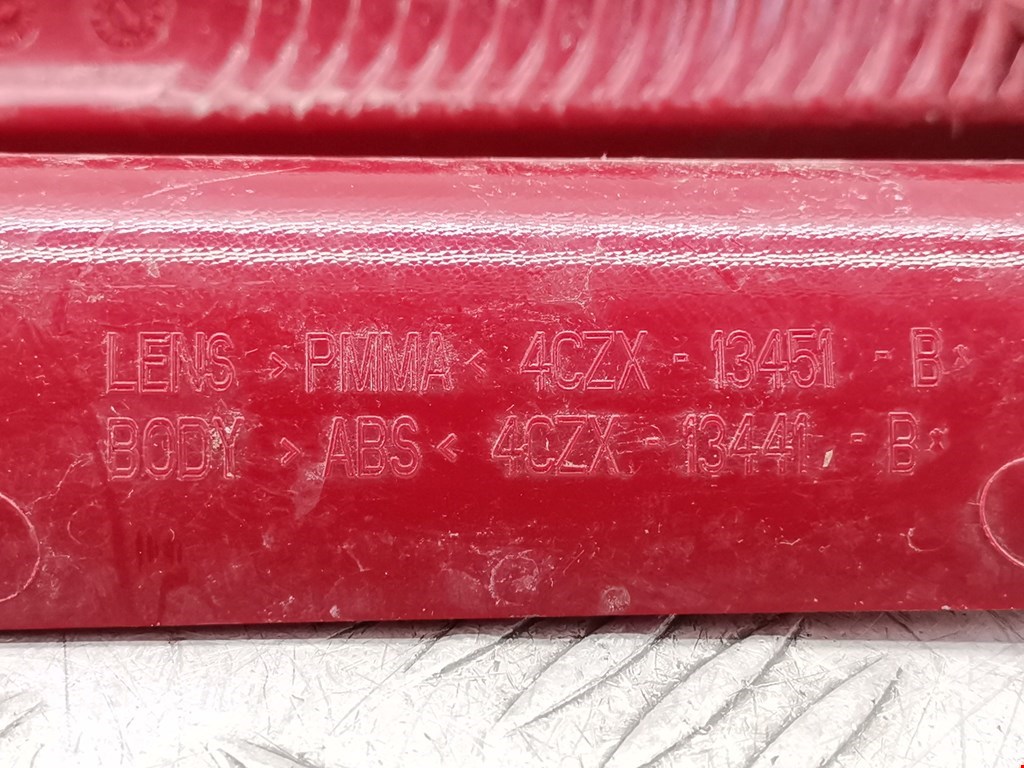 LENS >PMMA< 4CZX - 13451 - B
BODY >ABS< 4CZX - 13441 - B